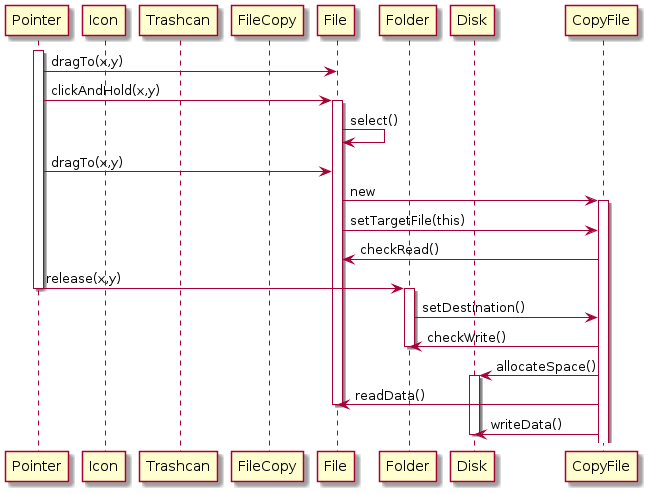 Pointer Icon Trashcan FileCopy File Folder Disk CopyFile
dragTo(x,y)
clickAndHold(x,y)
select()
dragTo(x,y)
new
setTargetFile(this)
checkRead()
release(x,y)
setDestination()
checkWrite()
allocateSpace()
readData()
writeData()
Pointer Icon Trashcan FileCopy File Folder Disk CopyFile